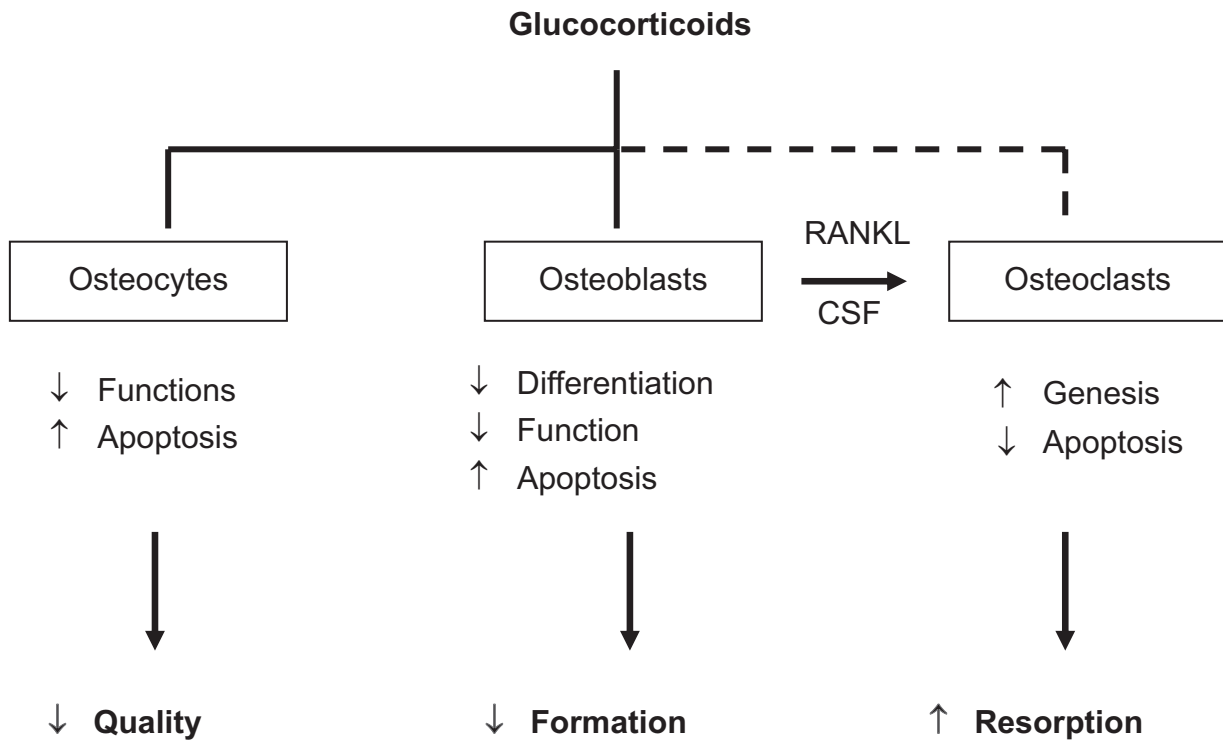 Glucocorticoids
RANKL
Osteocytes
Osteoblasts
Osteoclasts
CSF
↓ Functions
↑ Apoptosis
↓ Differentiation
↓ Function
↑ Apoptosis
↑ Genesis
↓ Apoptosis
↓ Quality
↓ Formation
↑ Resorption